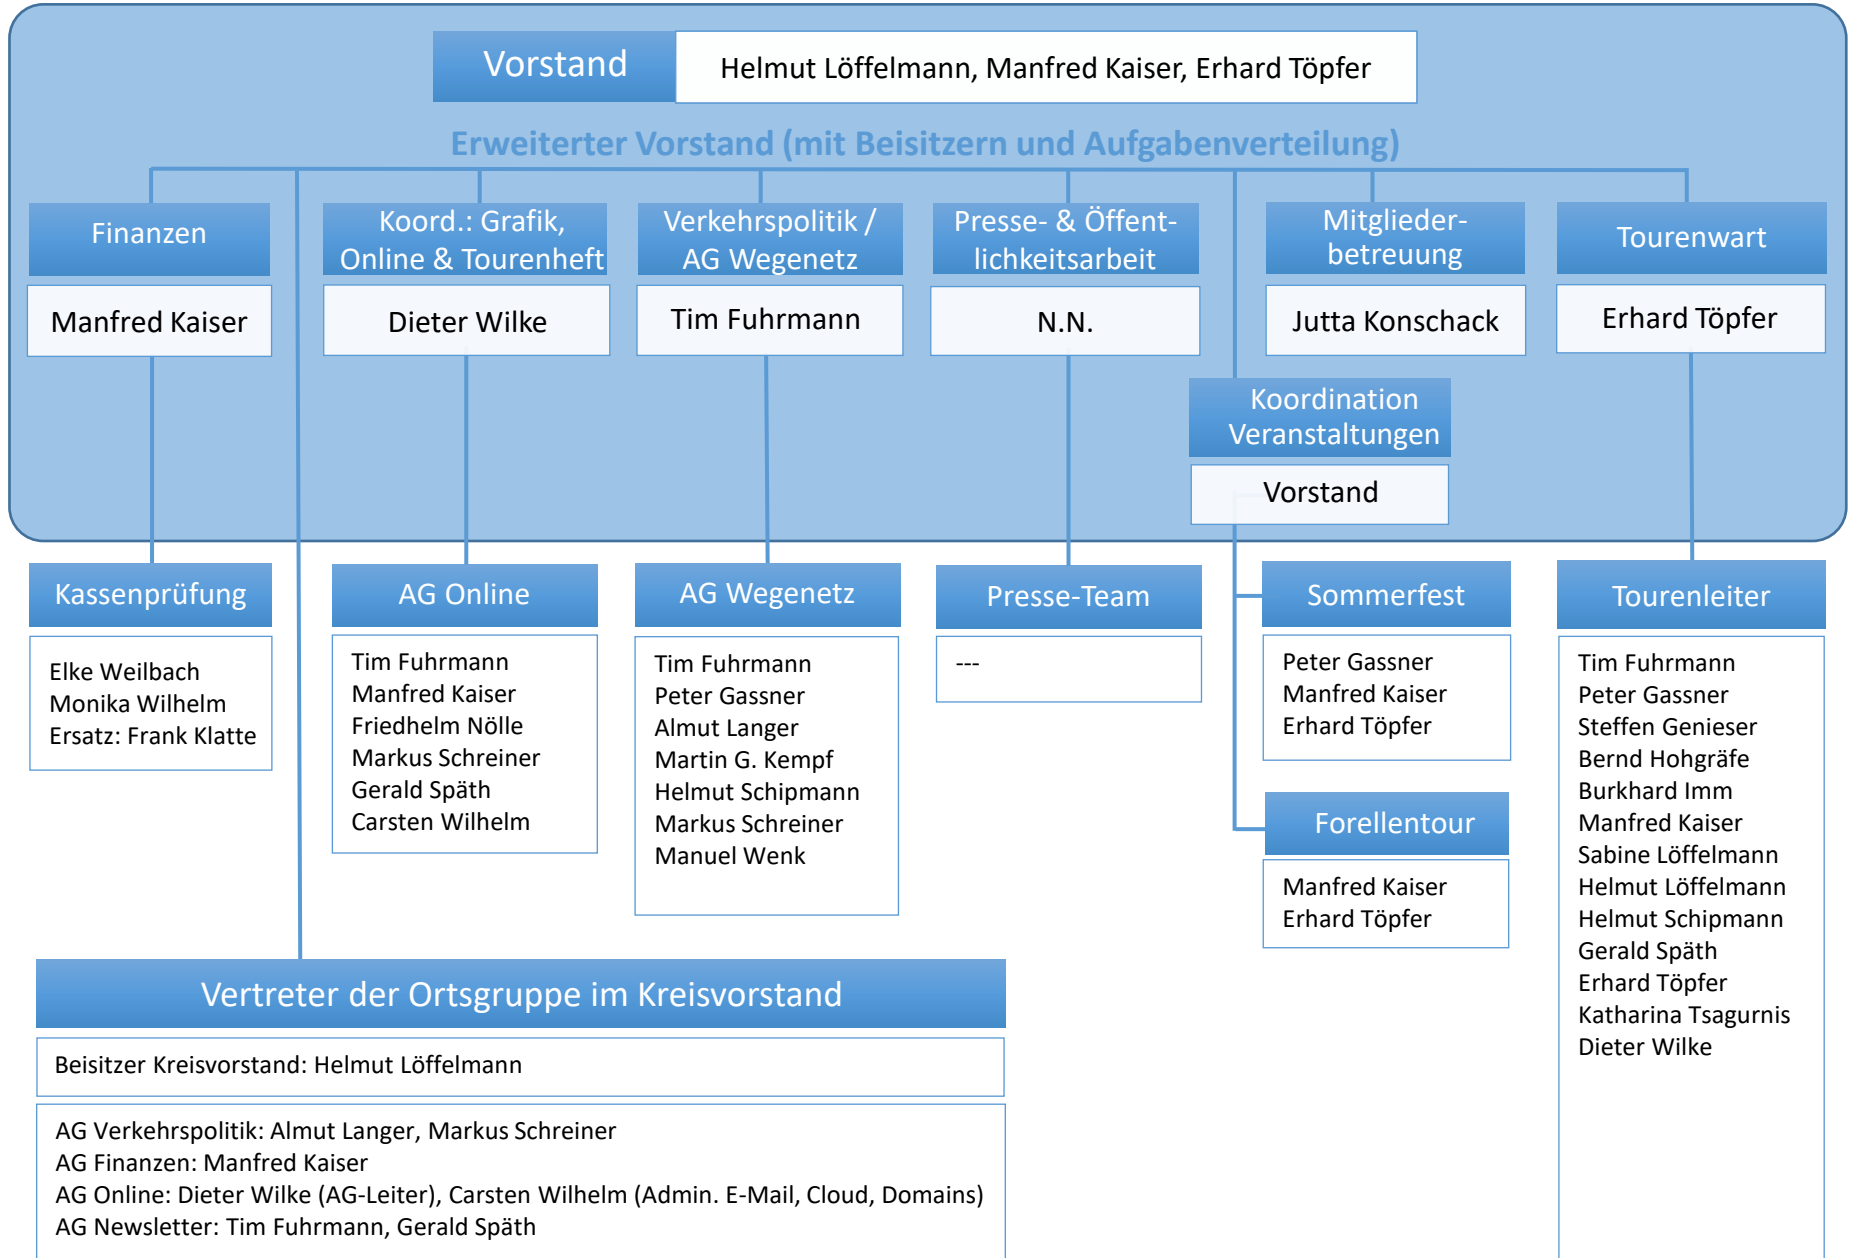 Vorstand
Helmut Löffelmann, Manfred Kaiser, Erhard Töpfer
Erweiterter Vorstand (mit Beisitzern und Aufgabenverteilung)
Finanzen
Manfred Kaiser
Koord.: Grafik,
Online & Tourenheft
Dieter Wilke
Verkehrspolitik /
AG Wegenetz
Tim Fuhrmann
Presse- & Öffent-
lichkeitsarbeit
N.N.
Mitglieder-
betreuung
Jutta Konschack
Tourenwart
Erhard Töpfer
Koordination
Veranstaltungen
Vorstand
Kassenprüfung
Elke Weilbach
Monika Wilhelm
Ersatz: Frank Klatte
AG Online
Tim Fuhrmann
Manfred Kaiser
Friedhelm Nölle
Markus Schreiner
Gerald Späth
Carsten Wilhelm
AG Wegenetz
Tim Fuhrmann
Peter Gassner
Almut Langer
Martin G. Kempf
Helmut Schipmann
Markus Schreiner
Manuel Wenk
Presse-Team
---
Sommerfest
Peter Gassner
Manfred Kaiser
Erhard Töpfer
Forellentour
Manfred Kaiser
Erhard Töpfer
Tourenleiter
Tim Fuhrmann
Peter Gassner
Steffen Genieser
Bernd Hohgräfe
Burkhard Imm
Manfred Kaiser
Sabine Löffelmann
Helmut Löffelmann
Helmut Schipmann
Gerald Späth
Erhard Töpfer
Katharina Tsagurnis
Dieter Wilke
Vertreter der Ortsgruppe im Kreisvorstand
Beisitzer Kreisvorstand: Helmut Löffelmann
AG Verkehrspolitik: Almut Langer, Markus Schreiner
AG Finanzen: Manfred Kaiser
AG Online: Dieter Wilke (AG-Leiter), Carsten Wilhelm (Admin. E-Mail, Cloud, Domains)
AG Newsletter: Tim Fuhrmann, Gerald Späth